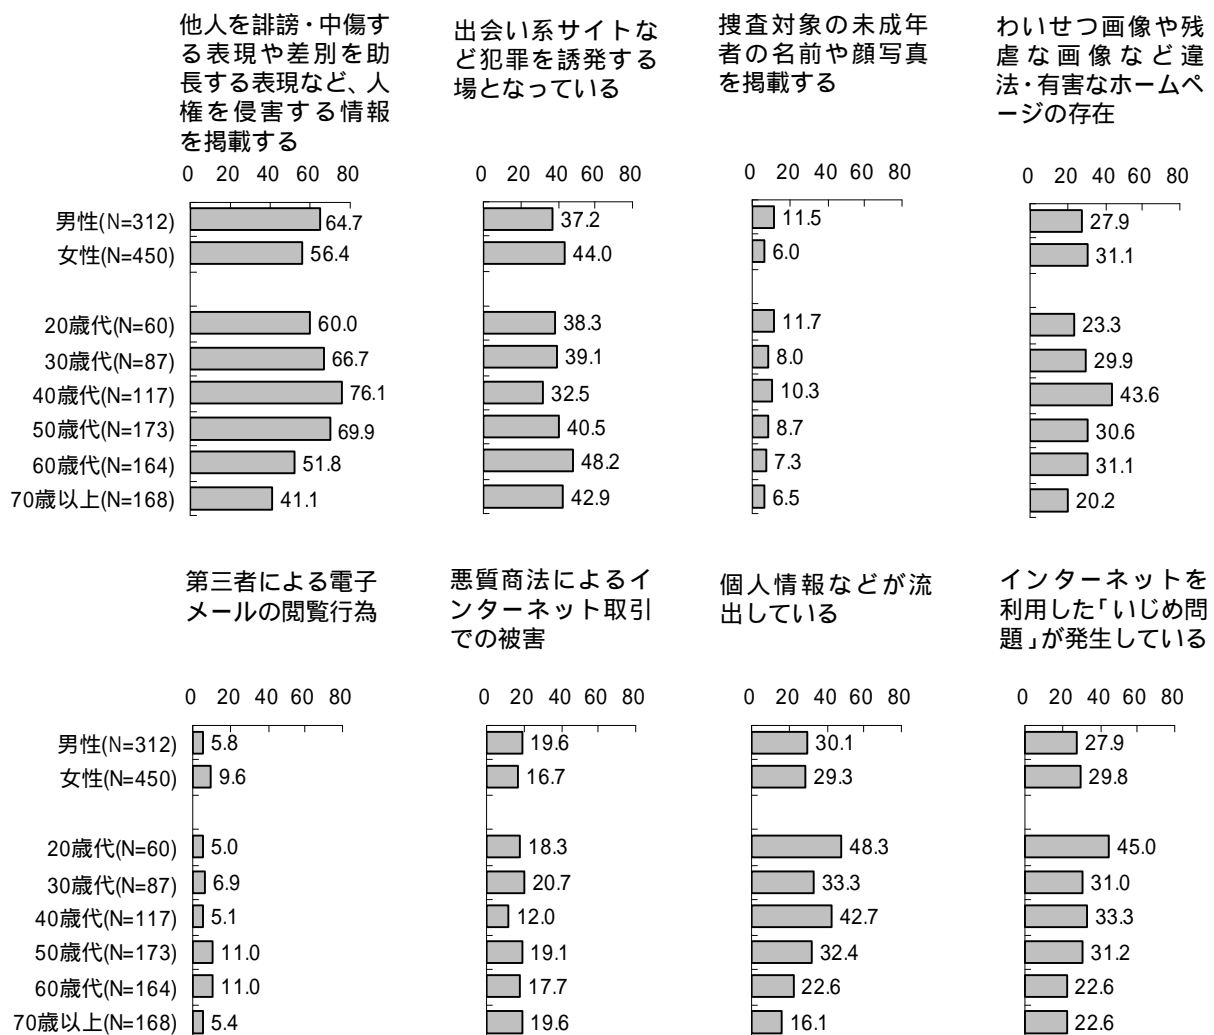 他人を誹謗・中傷す
る表現や差別を助
長する表現など、人
権を侵害する情報
を掲載する
出会い系サイトな
ど犯罪を誘発する
場となっている
捜査対象の未成年
者の名前や顔写真
を掲載する
わいせつ画像や残
虐な画像など違
法・有害なホームペ
ージの存在
0 20 40 60 80 0 20 40 60 80 0 20 40 60 80 0 20 40 60 80
男性(N=312) 64.7 37.2 11.5 27.9
女性(N=450) 56.4 44.0 6.0 31.1
20歳代(N=60) 60.0 38.3 11.7 23.3
30歳代(N=87) 66.7 39.1 8.0 29.9
40歳代(N=117) 76.1 32.5 10.3 43.6
50歳代(N=173) 69.9 40.5 8.7 30.6
60歳代(N=164) 51.8 48.2 7.3 31.1
70歳以上(N=168) 41.1 42.9 6.5 20.2
第三者による電子
メールの閲覧行為
悪質商法によるイ
ンターネット取引
での被害
個人情報などが流
出している
インターネットを
利用した「いじめ問
題」が発生している
0 20 40 60 80 0 20 40 60 80 0 20 40 60 80 0 20 40 60 80
男性(N=312) 5.8 19.6 30.1 27.9
女性(N=450) 9.6 16.7 29.3 29.8
20歳代(N=60) 5.0 18.3 48.3 45.0
30歳代(N=87) 6.9 20.7 33.3 31.0
40歳代(N=117) 5.1 12.0 42.7 33.3
50歳代(N=173) 11.0 19.1 32.4 31.2
60歳代(N=164) 11.0 17.7 22.6 22.6
70歳以上(N=168) 5.4 19.6 16.1 22.6